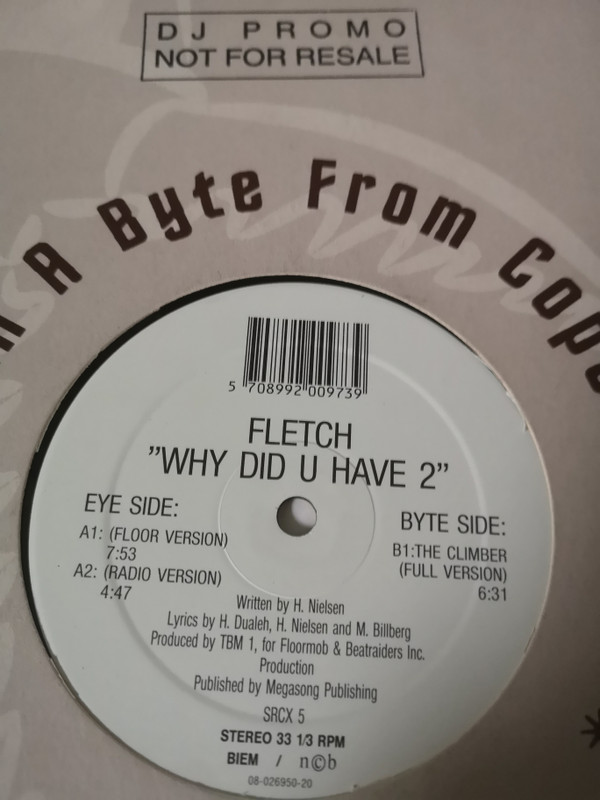 DJ PROMO
NOT FOR RESALE
A Byte From
5 708992 009739
FLETCH
"WHY DID U HAVE 2"
EYE SIDE:
A1: (FLOOR VERSION)
7:53
A2: (RADIO VERSION)
4:47
BYTE SIDE:
B1:THE CLIMBER
(FULL VERSION)
6:31
Written by H. Nielsen
Lyrics by H. Dualeh, H. Nielsen and M. Billberg
Produced by TBM 1, for Floormob & Beatraiders Inc.
Production
Published by Megasong Publishing
SRCX 5
STEREO 33 1/3 RPM
BIEM / n©b
08-026950-20